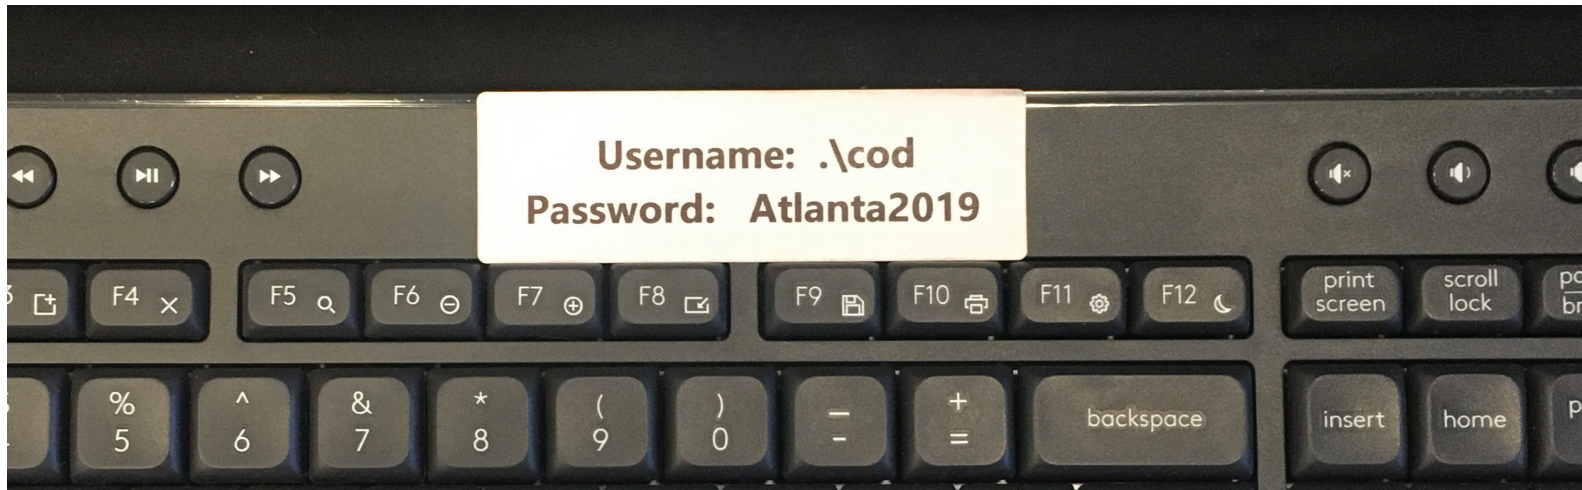 Username: .\cod
Password: Atlanta2019
F4
F5
F6
F7
F8
F9
F10
F11
F12
print
screen
scroll
lock
%
5
^
6
&
7
*
8
(
9
)
0
_
-
+
=
backspace
insert
home